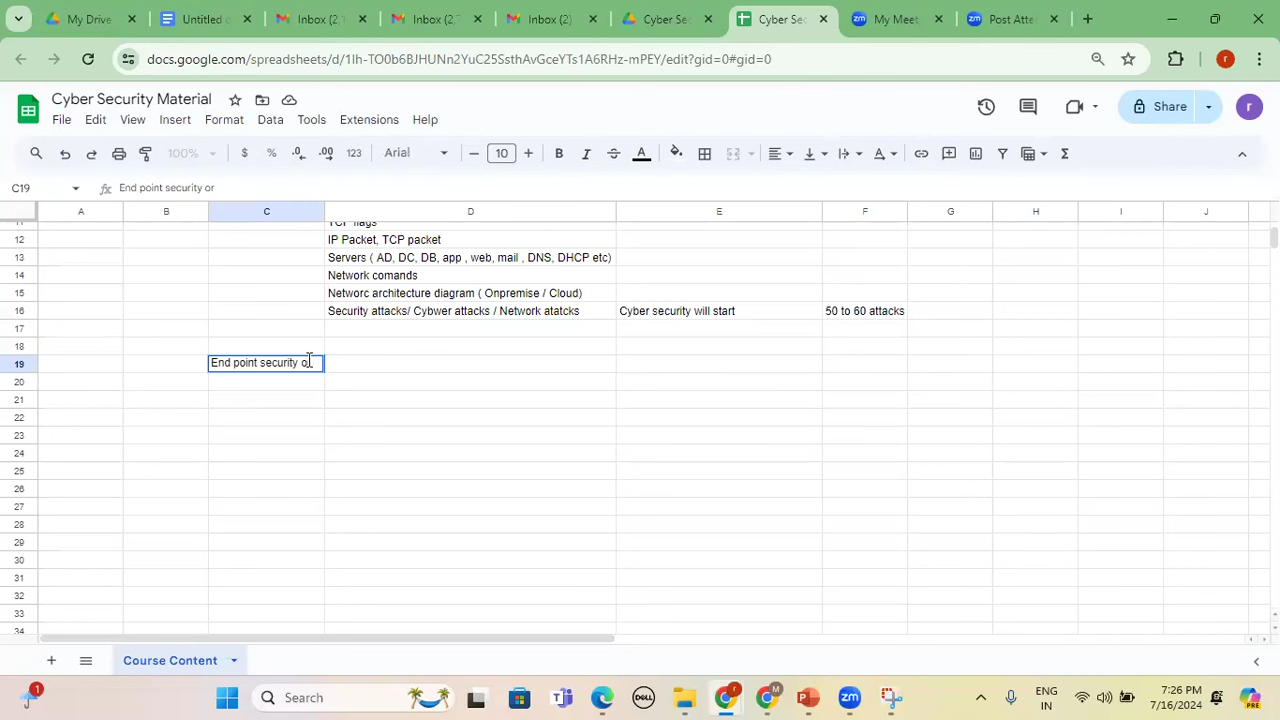 My Drive
Untitled d
Inbox (2,
Inbox (2,
Inbox (2)
Cyber Se
Cyber Sec
My Meet
Post Atte
docs.google.com/spreadsheets/d/1Ih-TO0b6BJHUNn2YuC25SsthAvGceYTs1A6RHz-mPEY/edit?gid=0#gid=0
r
Cyber Security Material
File Edit View Insert Format Data Tools Extensions Help
Share
r
100% $ % .0 .00 123 Arial 10 B I S A
C19 fx End point security or
A B C D E F G H I J
12 IP Packet, TCP packet
13 Servers ( AD, DC, DB, app , web, mail , DNS, DHCP etc)
14 Network comands
15 Networc architecture diagram ( Onpremise / Cloud)
16 Security attacks/ Cybwer attacks / Network atatcks Cyber security will start 50 to 60 attacks
17
18
19 End point security o
20
21
22
23
24
25
26
27
28
29
30
31
32
33
34
Course Content
1 Search DELL r M ENG IN 7:26 PM 7/16/2024 PRE